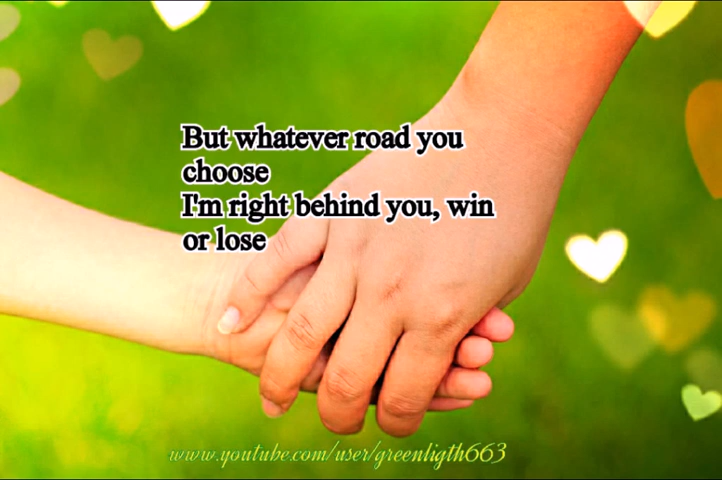 But whatever road you
choose
I'm right behind you, win
or lose
www.youtube.com/user/greenligth663